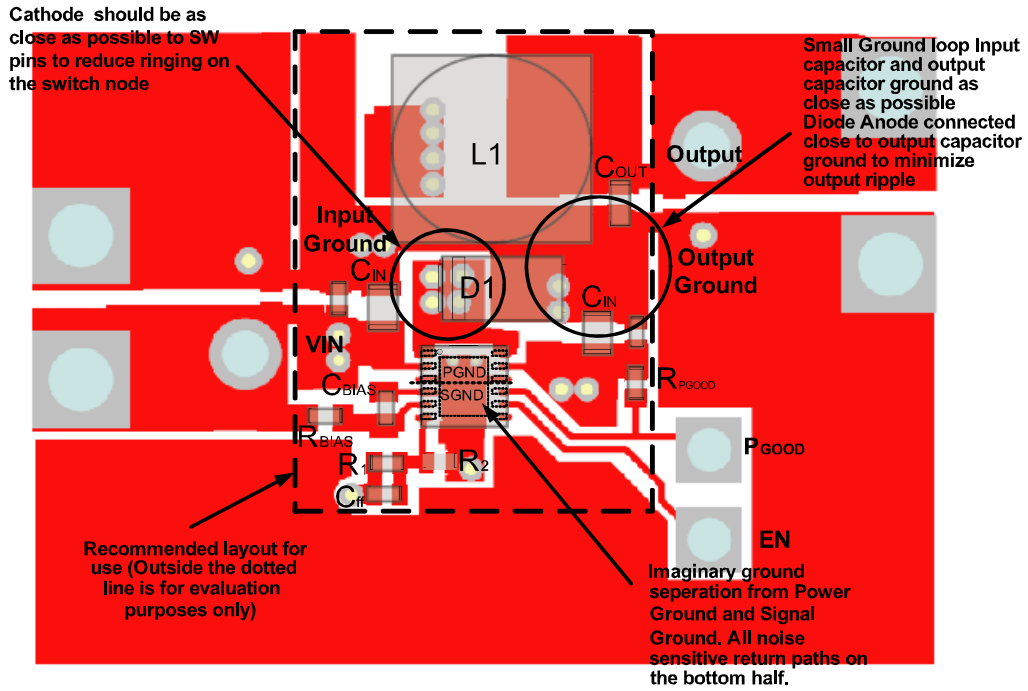 Cathode should be as
close as possible to SW
pins to reduce ringing on
the switch node
Small Ground loop Input
capacitor and output
capacitor ground as
close as possible
Diode Anode connected
close to output capacitor
ground to minimize
output ripple
L1
COUT
Output
Input
Ground
CIN
D1
CIN
Output
Ground
VIN
PGND
SGND
CBIAS
RPGOOD
RBIAS
R1
R2
Cff
PGOOD
EN
Recommended layout for
use (Outside the dotted
line is for evaluation
purposes only)
Imaginary ground
seperation from Power
Ground and Signal
Ground. All noise
sensitive return paths on
the bottom half.